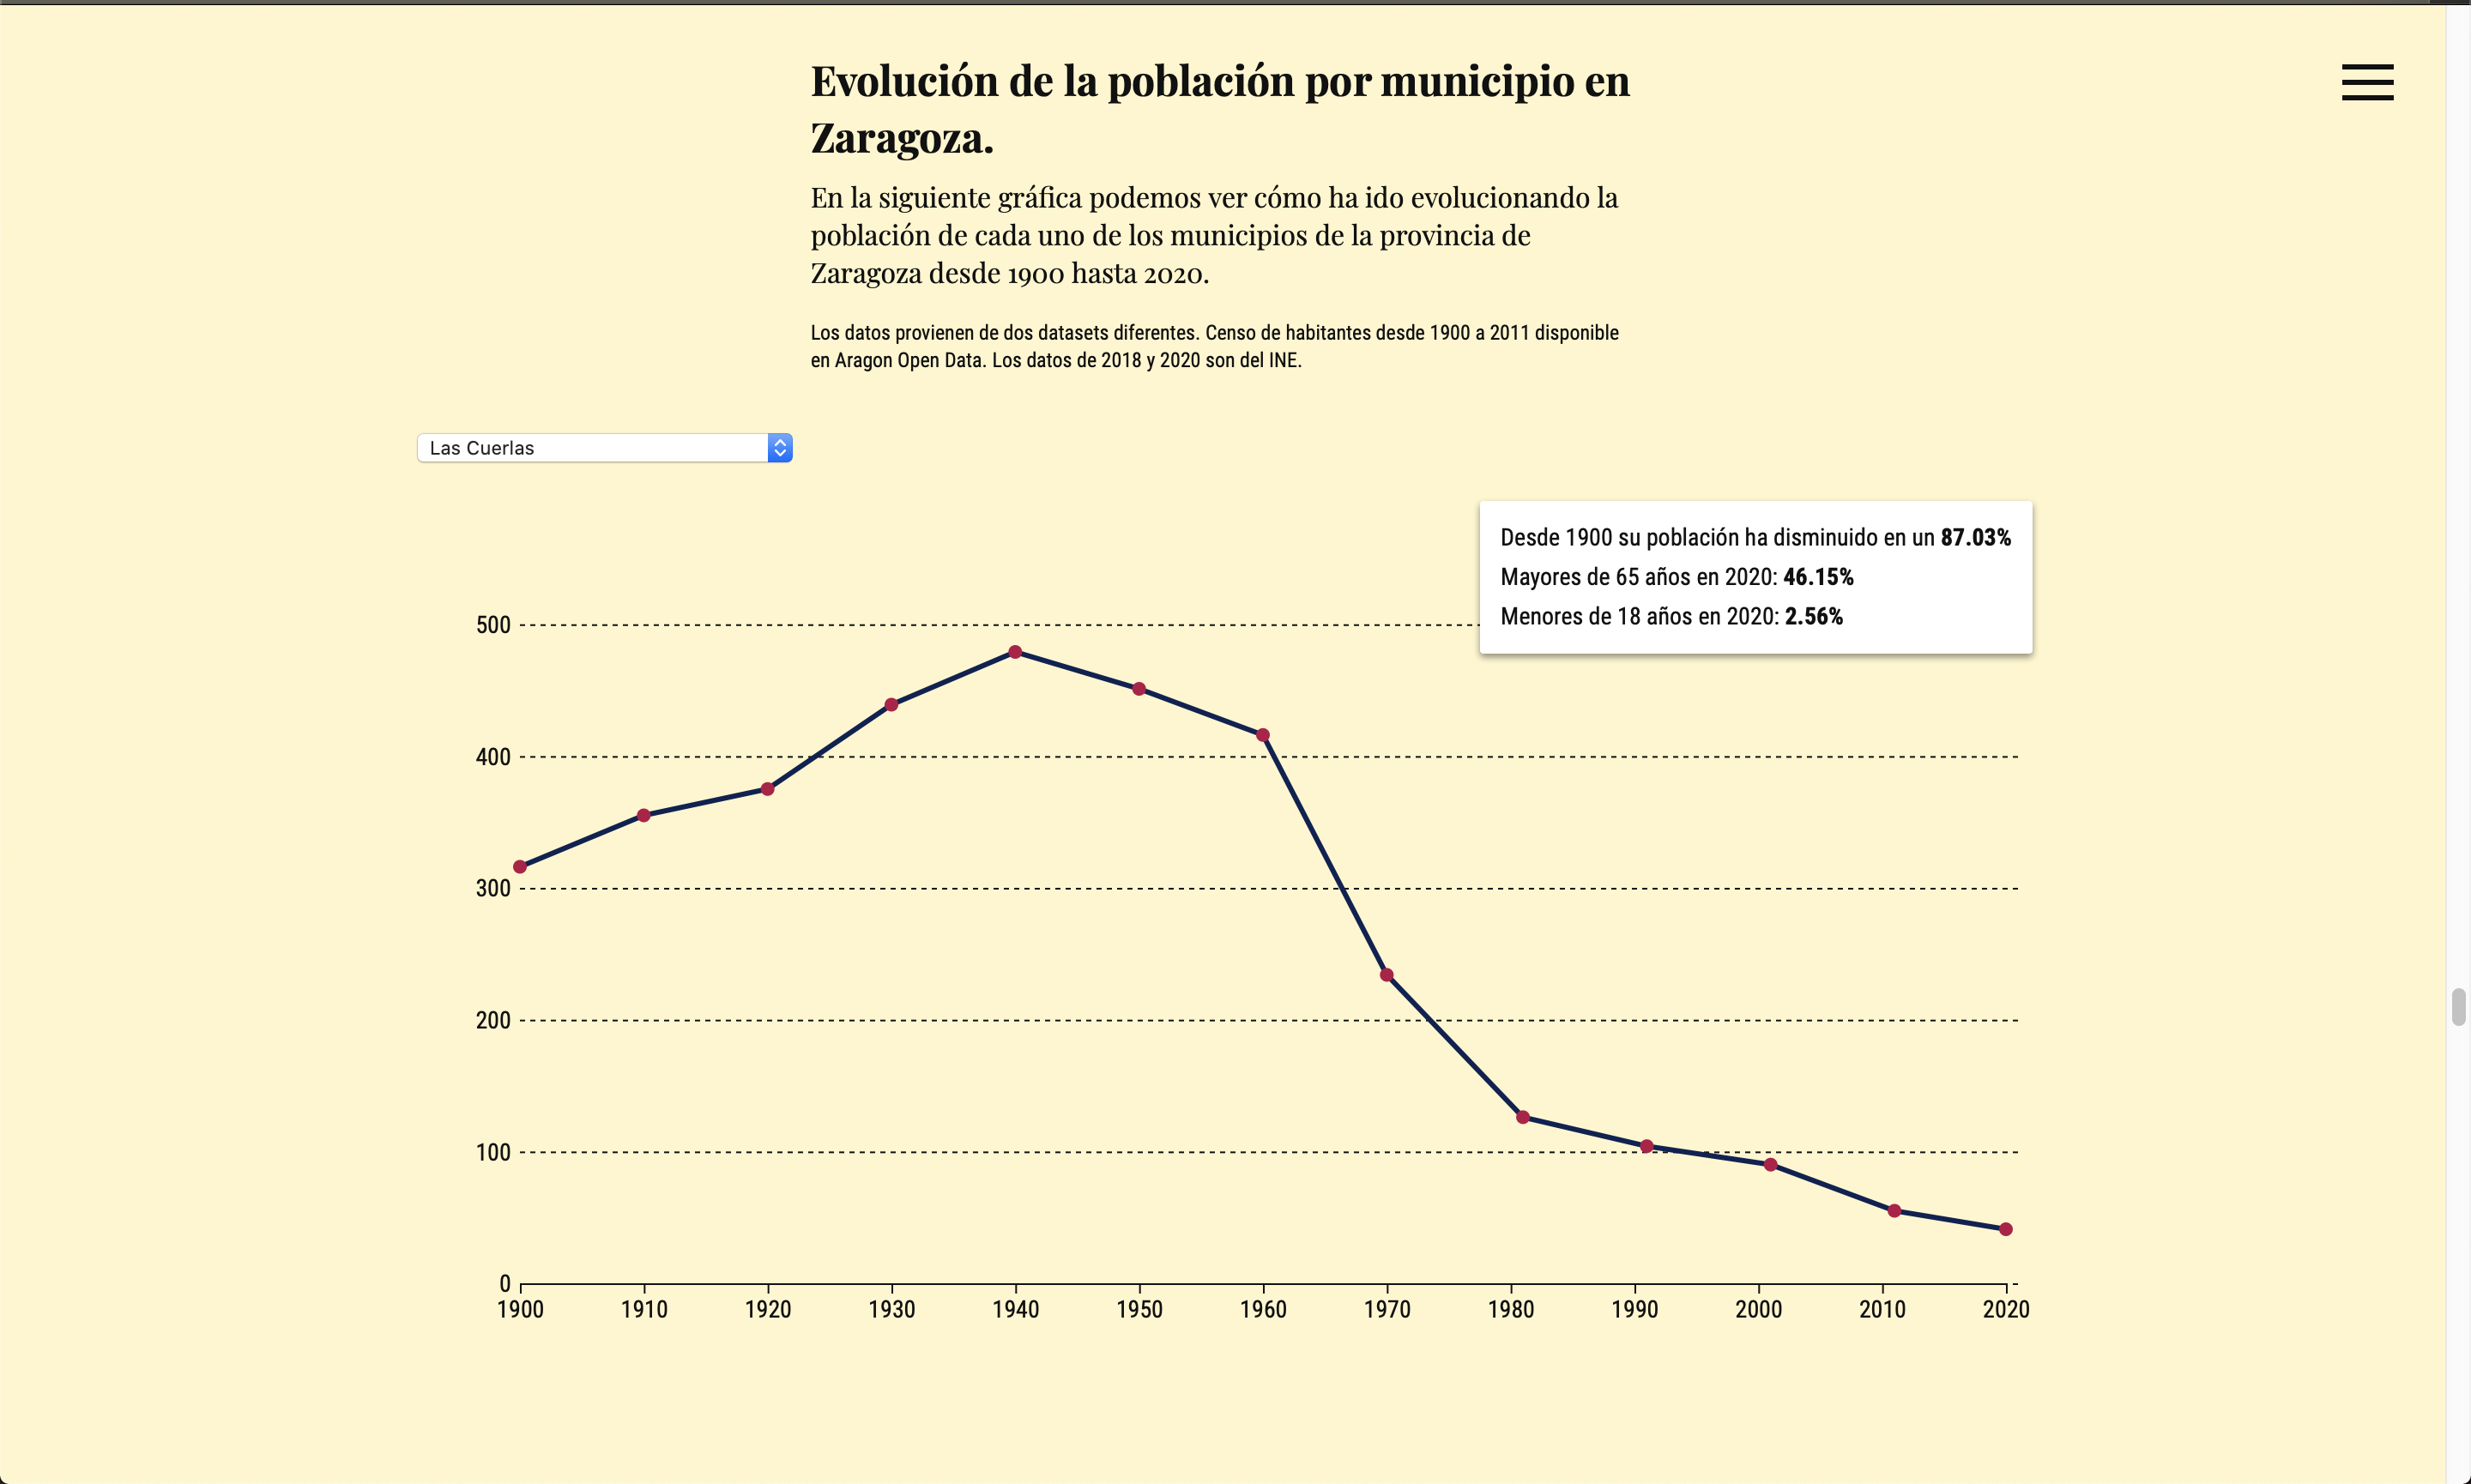 Evolución de la población por municipio en
Zaragoza.
En la siguiente gráfica podemos ver cómo ha ido evolucionando la
población de cada uno de los municipios de la provincia de
Zaragoza desde 1900 hasta 2020.
Los datos provienen de dos datasets diferentes. Censo de habitantes desde 1900 a 2011 disponible
en Aragon Open Data. Los datos de 2018 y 2020 son del INE.
Las Cuerlas
Desde 1900 su población ha disminuido en un 87.03%
Mayores de 65 años en 2020: 46.15%
Menores de 18 años en 2020: 2.56%
500
400
300
200
100
0
1900 1910 1920 1930 1940 1950 1960 1970 1980 1990 2000 2010 2020